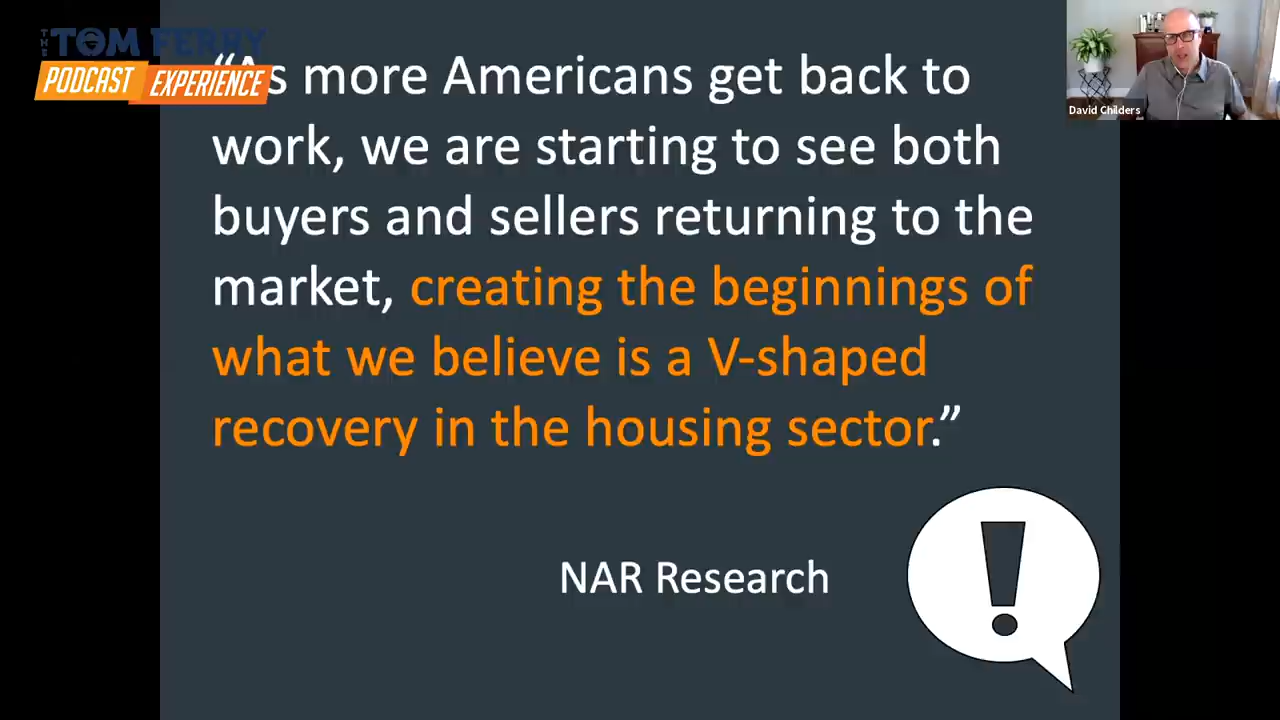 THE TOM FERRY
PODCAST EXPERIENCE
David Childers
“As more Americans get back to
work, we are starting to see both
buyers and sellers returning to the
market, creating the beginnings of
what we believe is a V-shaped
recovery in the housing sector.”
NAR Research
!